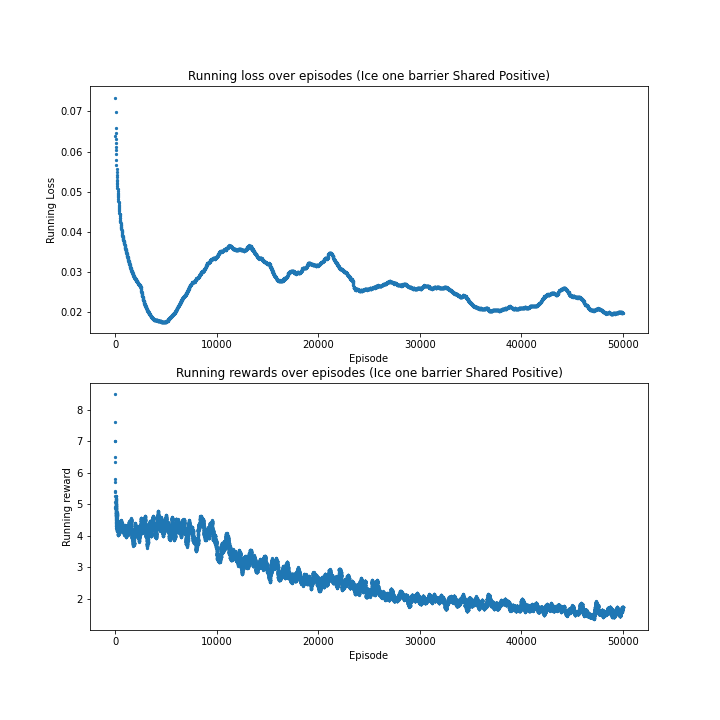 Running loss over episodes (Ice one barrier Shared Positive)
0.07
0.06
0.05
0.04
0.03
0.02
Running Loss
0 10000 20000 30000 40000 50000
Episode
Running rewards over episodes (Ice one barrier Shared Positive)
8
7
6
5
4
3
2
Running reward
0 10000 20000 30000 40000 50000
Episode